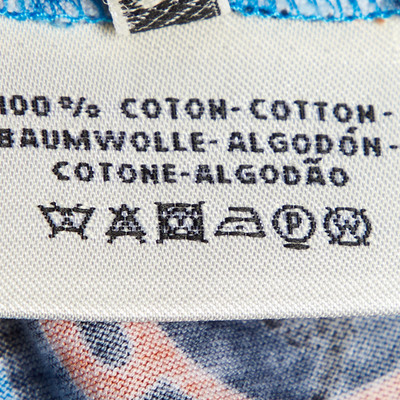 100% COTON-COTTON-
BAUMWOLLE-ALGODÓN-
COTONE-ALGODÃO
P W